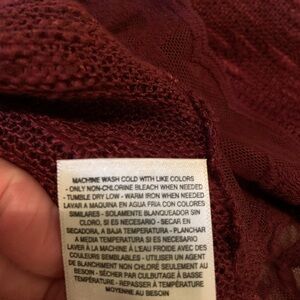 MACHINE WASH COLD WITH LIKE COLORS
- ONLY NON-CHLORINE BLEACH WHEN NEEDED
- TUMBLE DRY LOW - WARM IRON WHEN NEEDED
LAVAR A MAQUINA EN AGUA FRIA CON COLORES
SIMILARES - SOLAMENTE BLANQUEADOR SIN
CLORO, SI ES NECESARIO - SECAR EN
SECADORA, A BAJA TEMPERATURA - PLANCHAR
A MEDIA TEMPERATURA SI ES NECESARIO
LAVER À LA MACHINE À L'EAU FROIDE AVEC DES
COULEURS SEMBLABLES - UTILISER UN AGENT
DE BLANCHIMENT NON CHLORÉ SEULEMENT AU
BESOIN - SÉCHER PAR CULBUTAGE À BASSE
TEMPÉRATURE - REPASSER À TEMPÉRATURE
MOYENNE AU BESOIN